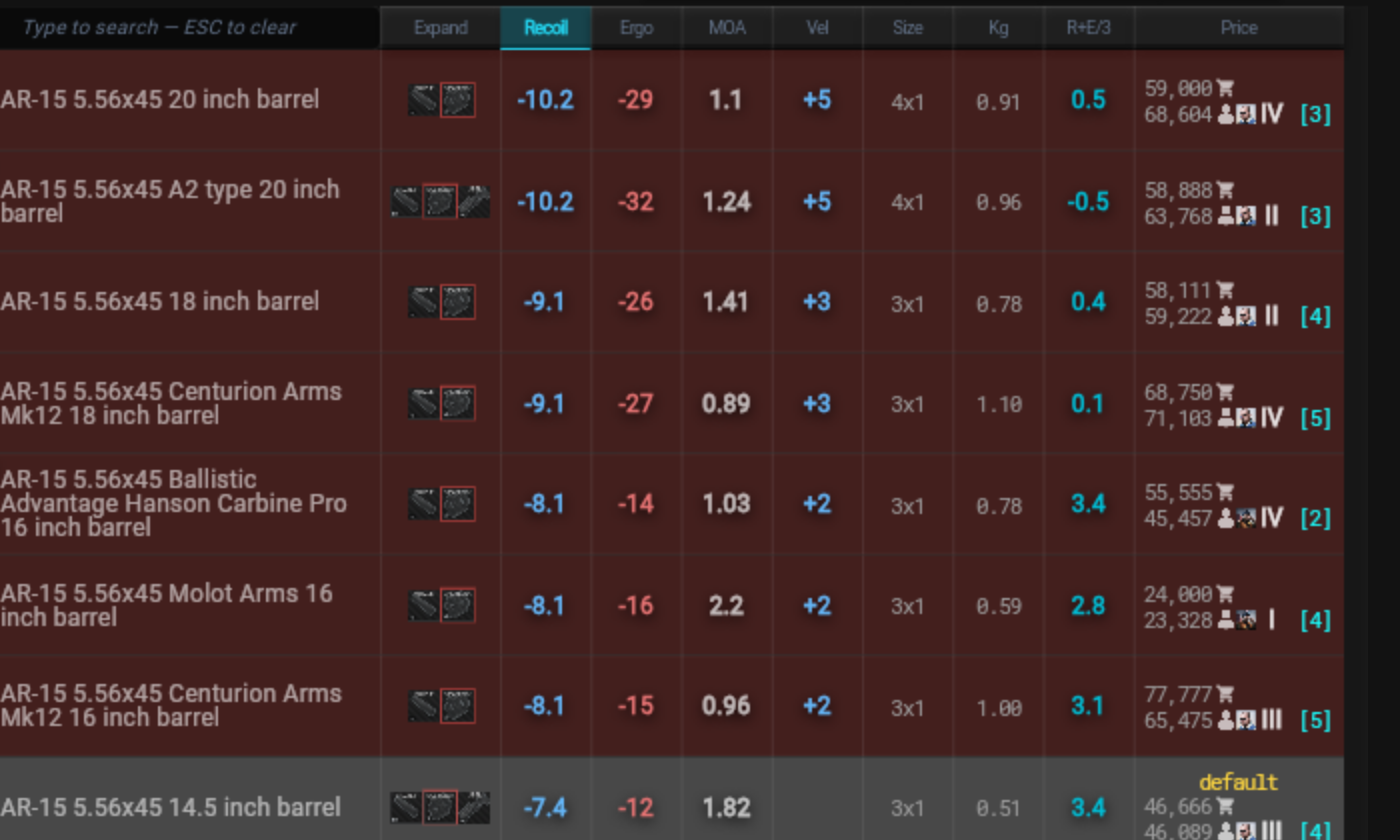 Type to search — ESC to clear Expand Recoil Ergo MOA Vel Size Kg R+E/3 Price
AR-15 5.56x45 20 inch barrel -10.2 -29 1.1 +5 4x1 0.91 0.5
59,000
68,604 IV [3]
AR-15 5.56x45 A2 type 20 inch
barrel
-10.2 -32 1.24 +5 4x1 0.96 -0.5
58,888
63,768 II [3]
AR-15 5.56x45 18 inch barrel -9.1 -26 1.41 +3 3x1 0.78 0.4
58,111
59,222 II [4]
AR-15 5.56x45 Centurion Arms
Mk12 18 inch barrel
-9.1 -27 0.89 +3 3x1 1.10 0.1
68,750
71,103 IV [5]
AR-15 5.56x45 Ballistic
Advantage Hanson Carbine Pro
16 inch barrel
-8.1 -14 1.03 +2 3x1 0.78 3.4
55,555
45,457 IV [2]
AR-15 5.56x45 Molot Arms 16
inch barrel
-8.1 -16 2.2 +2 3x1 0.59 2.8
24,000
23,328 I [4]
AR-15 5.56x45 Centurion Arms
Mk12 16 inch barrel
-8.1 -15 0.96 +2 3x1 1.00 3.1
77,777
65,475 III [5]
AR-15 5.56x45 14.5 inch barrel -7.4 -12 1.82 3x1 0.51 3.4
default
46,666
46,089 III [4]